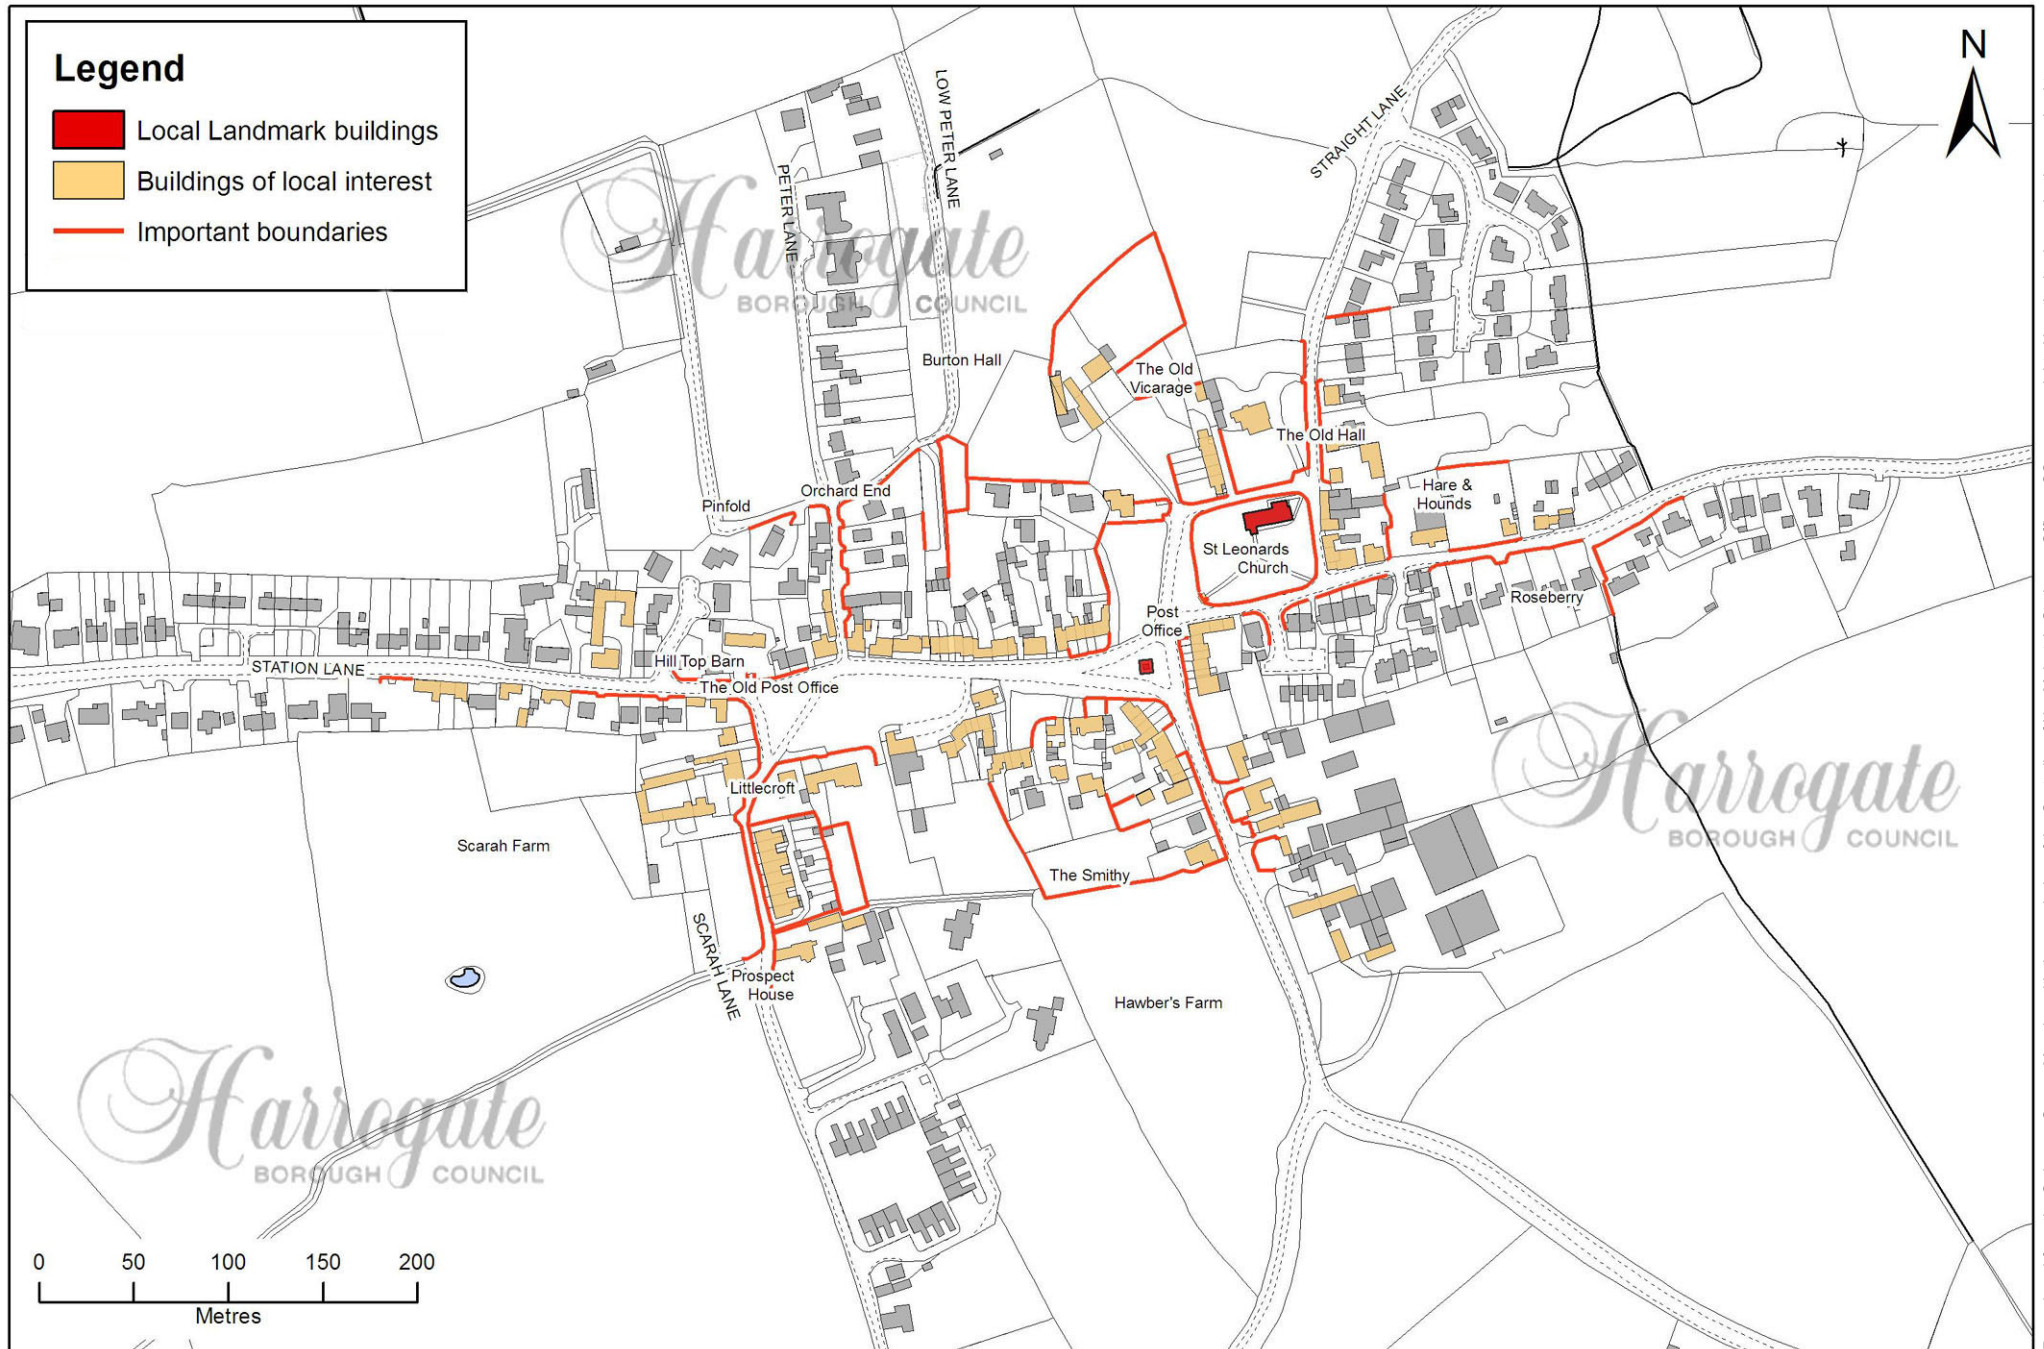 Legend
Local Landmark buildings
Buildings of local interest
Important boundaries
N
LOW PETER LANE
PETER LANE
STRAIGHT LANE
Harrogate
BOROUGH COUNCIL
Burton Hall
The Old
Vicarage
The Old Hall
Orchard End
Pinfold
Hare &
Hounds
St Leonards
Church
Roseberry
Post
Office
STATION LANE
Hill Top Barn
The Old Post Office
Littlecroft
Harrogate
BOROUGH COUNCIL
Scarah Farm
The Smithy
SCARAH LANE
Prospect
House
Hawber's Farm
Harrogate
BOROUGH COUNCIL
0 50 100 150 200
Metres